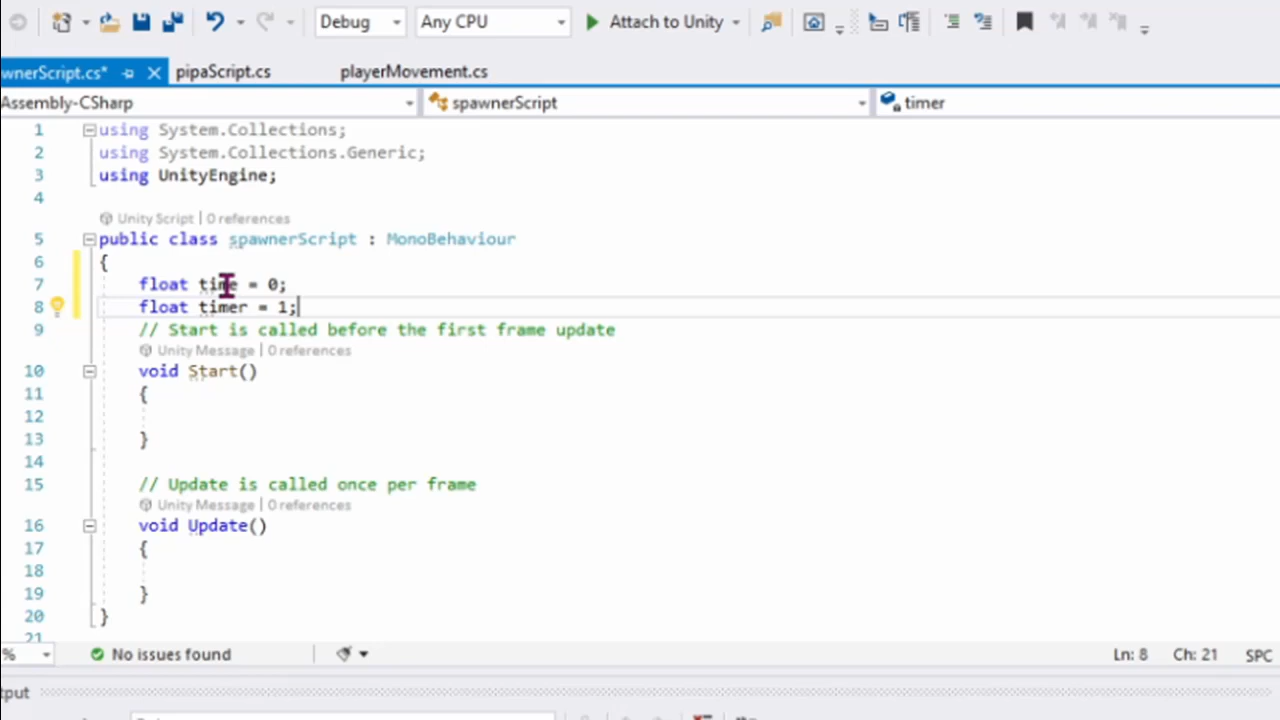 Debug Any CPU Attach to Unity
wnerScript.cs* pipaScript.cs playerMovement.cs
Assembly-CSharp spawnerScript timer
1 using System.Collections;
2 using System.Collections.Generic;
3 using UnityEngine;
4
Unity Script | 0 references
5 public class spawnerScript : MonoBehaviour
6 {
7 float time = 0;
8 float timer = 1;
9 // Start is called before the first frame update
Unity Message | 0 references
10 void Start()
11 {
12
13 }
14
15 // Update is called once per frame
Unity Message | 0 references
16 void Update()
17 {
18
19 }
20 }
21
% No issues found Ln: 8 Ch: 21 SPC
tput